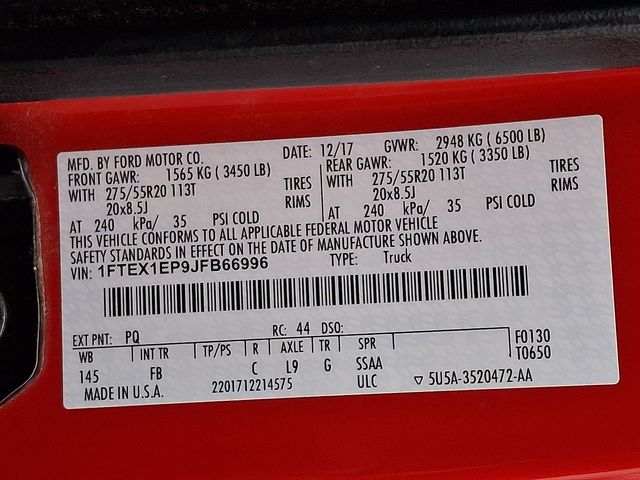 MFD. BY FORD MOTOR CO. DATE: 12/17 GVWR: 2948 KG ( 6500 LB)
FRONT GAWR: 1565 KG ( 3450 LB) REAR GAWR: 1520 KG ( 3350 LB)
WITH 275/55R20 113T TIRES WITH 275/55R20 113T TIRES
20x8.5J RIMS 20x8.5J RIMS
AT 240 kPa/ 35 PSI COLD AT 240 kPa/ 35 PSI COLD
THIS VEHICLE CONFORMS TO ALL APPLICABLE FEDERAL MOTOR VEHICLE
SAFETY STANDARDS IN EFFECT ON THE DATE OF MANUFACTURE SHOWN ABOVE.
VIN: 1FTEX1EP9JFB66996 TYPE: Truck
EXT PNT: PQ RC: 44 DSO:
WB INT TR TP/PS R AXLE TR SPR F0130
145 FB C L9 G SSAA T0650
MADE IN U.S.A. 2201712214575 ULC ▽ 5U5A-3520472-AA